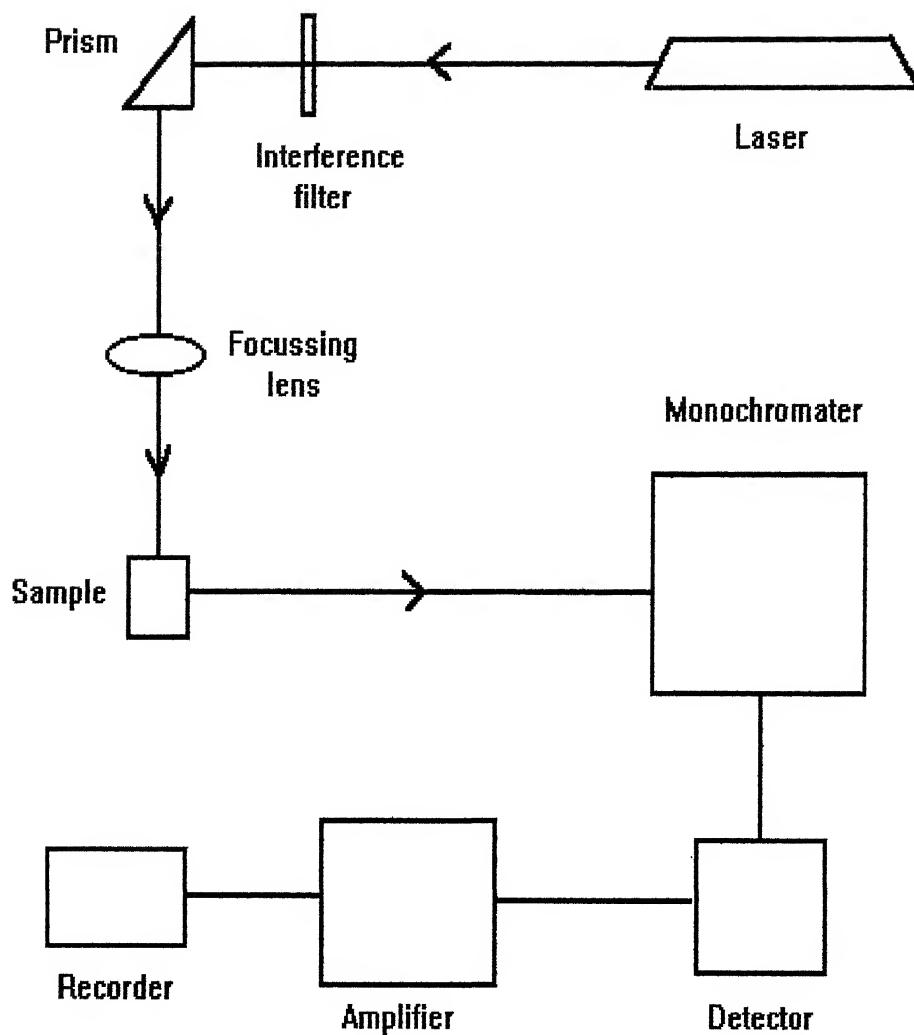 Prism
Laser
Interference
filter
Focussing
lens
Monochromater
Sample
Recorder
Amplifier
Detector